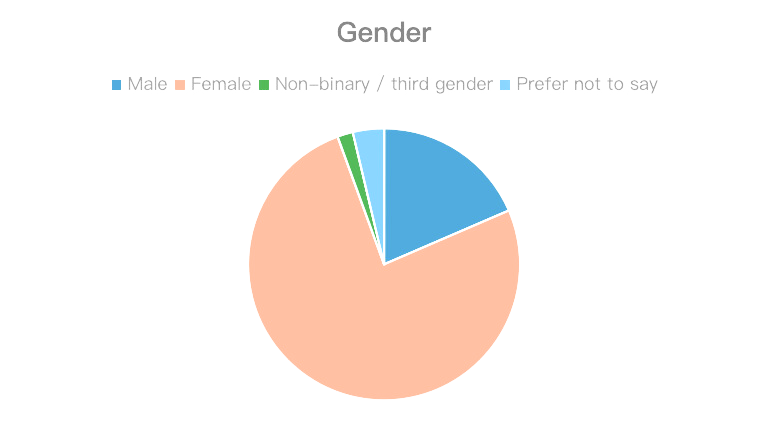 Gender
Male Female Non-binary / third gender Prefer not to say